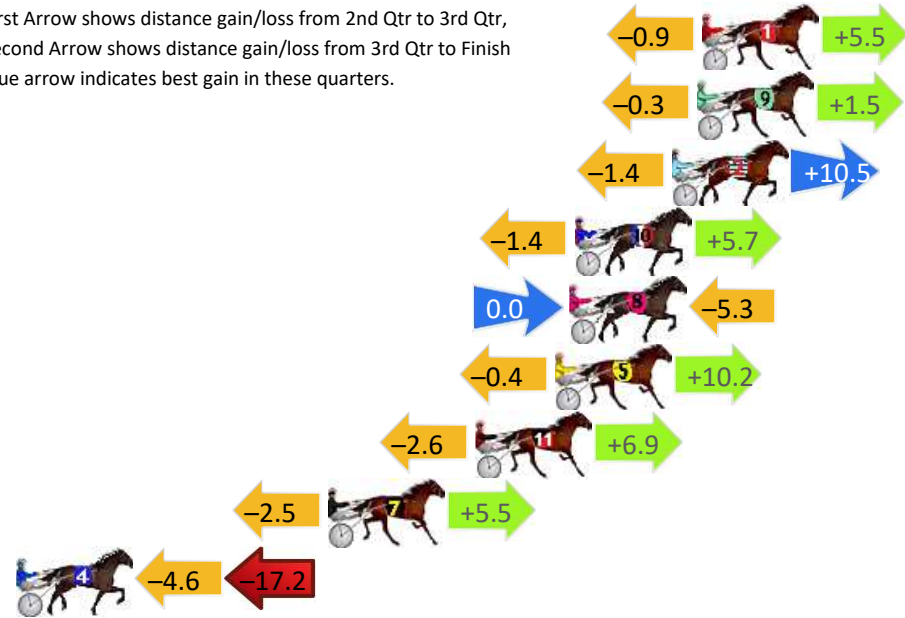 rst Arrow shows distance gain/loss from 2nd Qtr to 3rd Qtr,
econd Arrow shows distance gain/loss from 3rd Qtr to Finish
ue arrow indicates best gain in these quarters.
–0.9 1 +5.5
–0.3 9 +1.5
–1.4 +10.5
–1.4 10 +5.7
0.0 8 –5.3
–0.4 5 +10.2
–2.6 11 +6.9
–2.5 7 +5.5
4 –4.6 –17.2